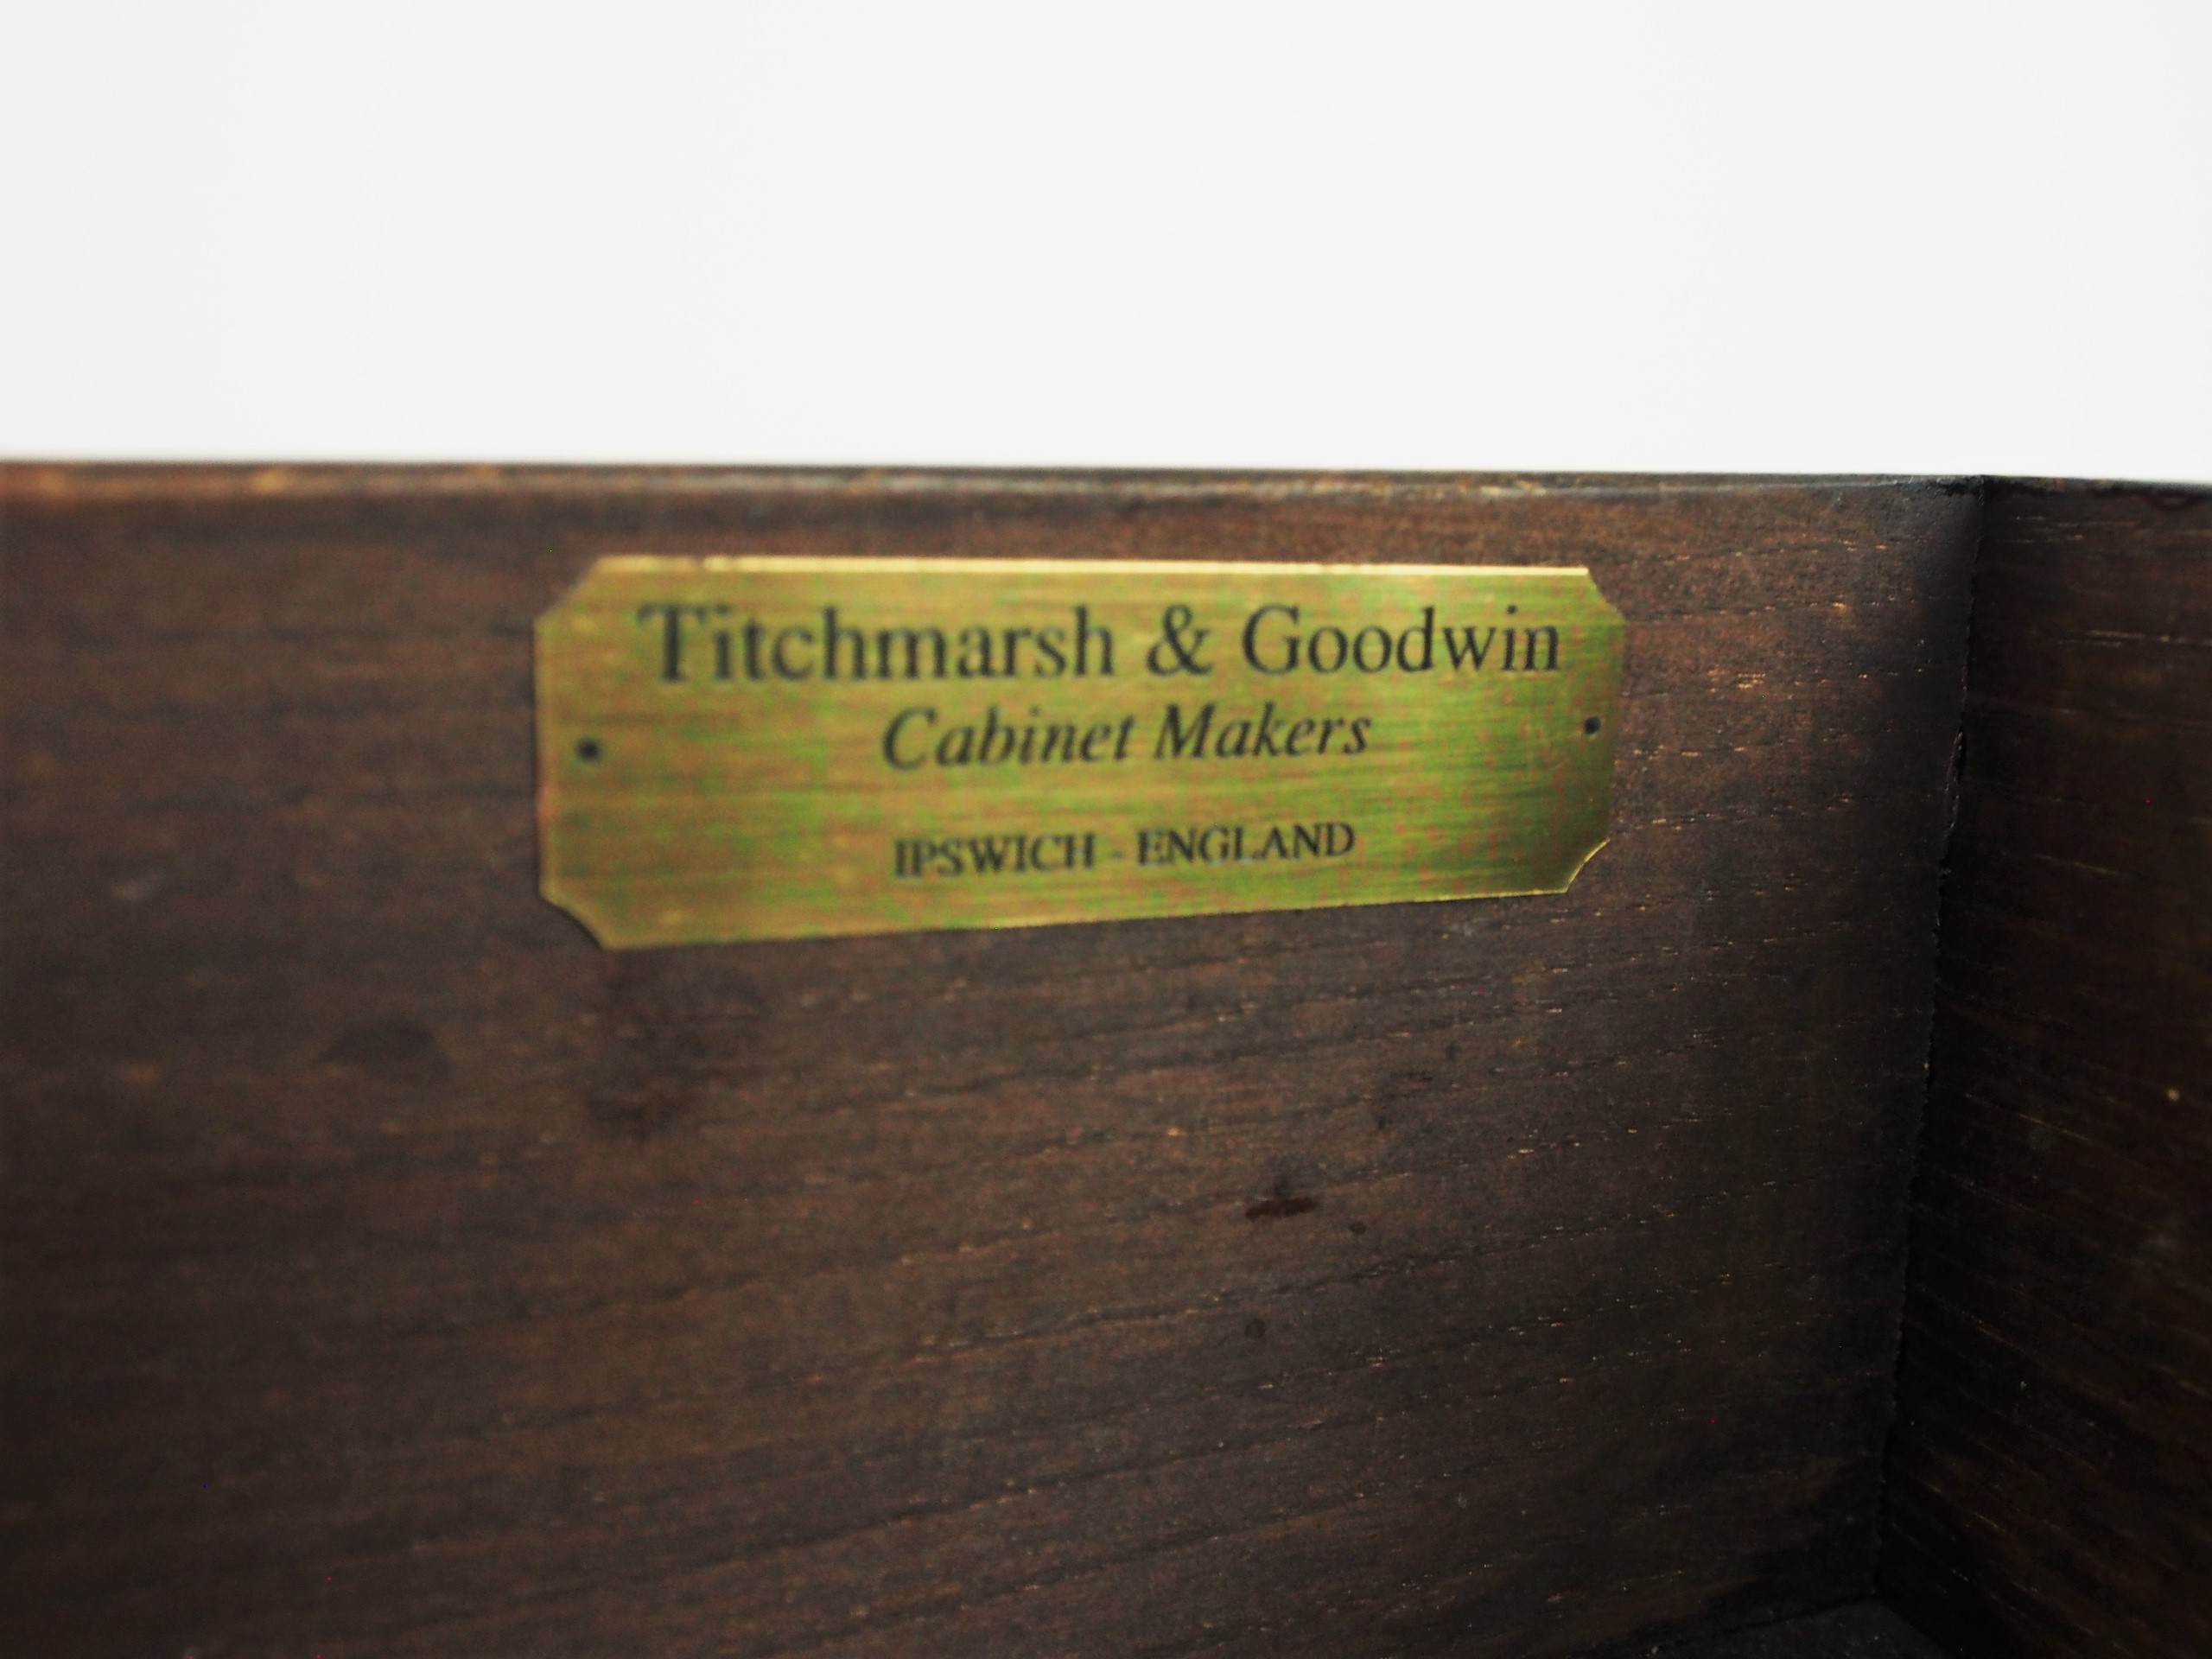 Titchmarsh & Goodwin
Cabinet Makers
IPSWICH - ENGLAND